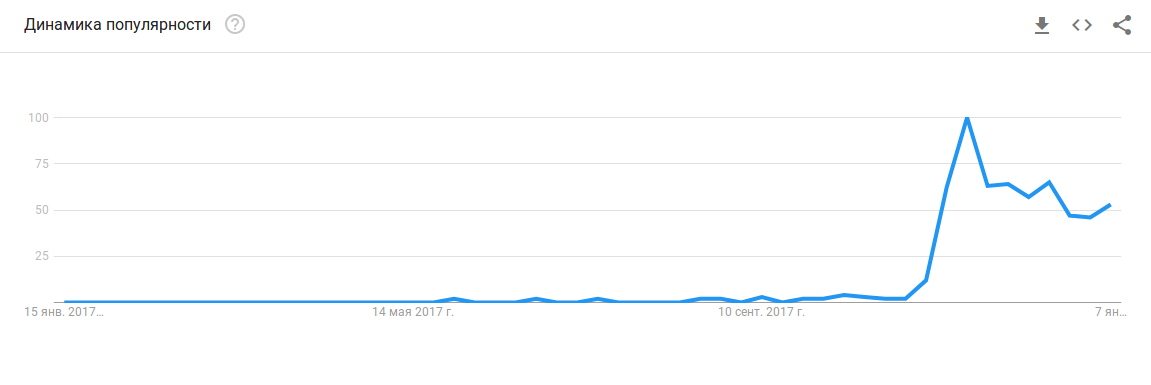 Динамика популярности
100
75
50
25
15 янв. 2017…
14 мая 2017 г.
10 сент. 2017 г.
7 ян…